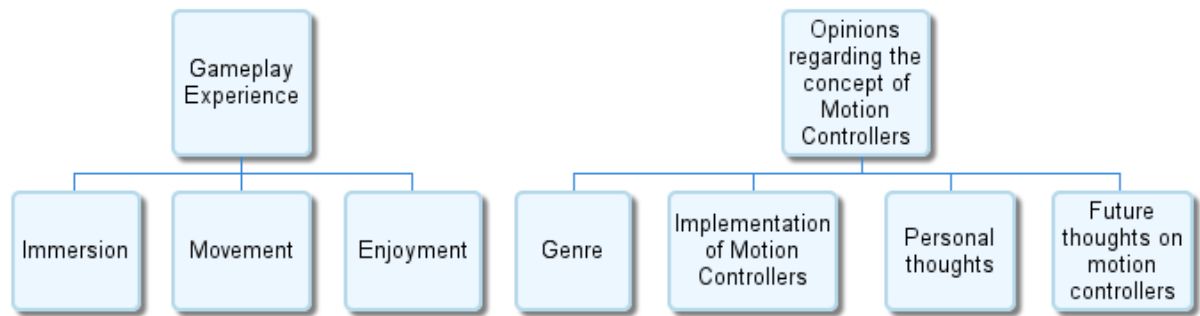 Gameplay
Experience
Opinions
regarding the
concept of
Motion
Controllers
Immersion
Movement
Enjoyment
Genre
Implementation
of Motion
Controllers
Personal
thoughts
Future
thoughts on
motion
controllers